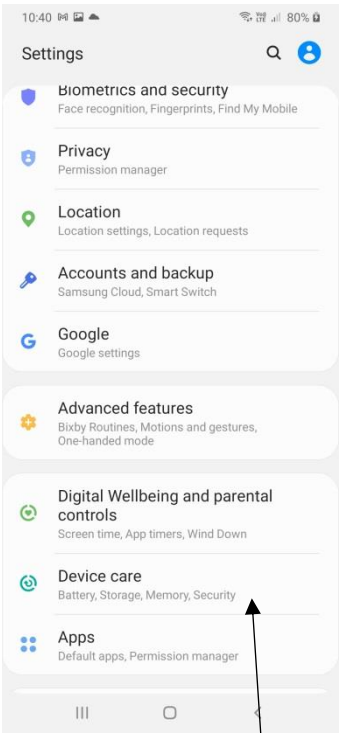 10:40 80%
Settings
Biometrics and security
Face recognition, Fingerprints, Find My Mobile
Privacy
Permission manager
Location
Location settings, Location requests
Accounts and backup
Samsung Cloud, Smart Switch
Google
Google settings
Advanced features
Bixby Routines, Motions and gestures,
One-handed mode
Digital Wellbeing and parental
controls
Screen time, App timers, Wind Down
Device care
Battery, Storage, Memory, Security
Apps
Default apps, Permission manager